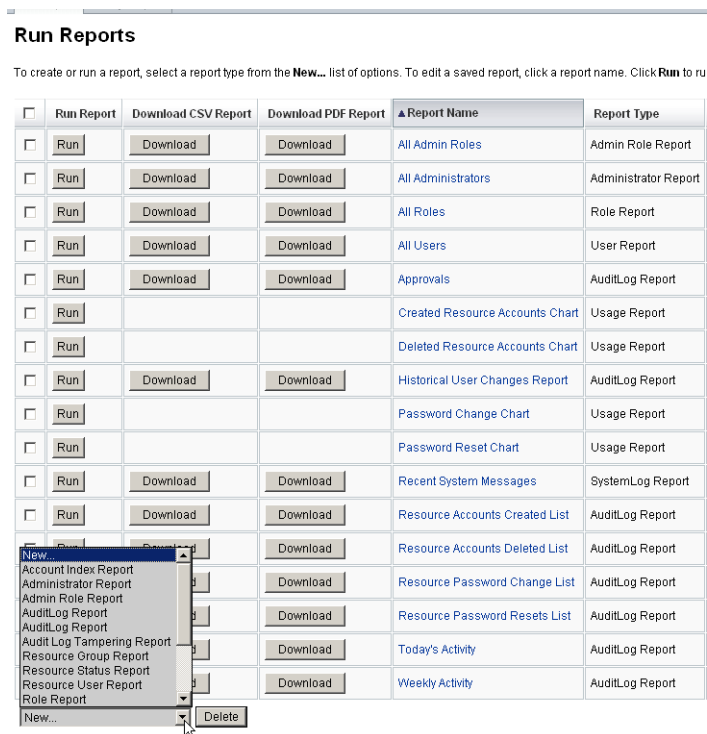 Run Reports
To create or run a report, select a report type from the New... list of options. To edit a saved report, click a report name. Click Run to ru
Run Report Download CSV Report Download PDF Report Report Name Report Type
Run Download Download All Admin Roles Admin Role Report
Run Download Download All Administrators Administrator Report
Run Download Download All Roles Role Report
Run Download Download All Users User Report
Run Download Download Approvals AuditLog Report
Run Created Resource Accounts Chart Usage Report
Run Deleted Resource Accounts Chart Usage Report
Run Download Download Historical User Changes Report AuditLog Report
Run Password Change Chart Usage Report
Run Password Reset Chart Usage Report
Run Download Download Recent System Messages SystemLog Report
Run Download Download Resource Accounts Created List AuditLog Report
Download Resource Accounts Deleted List AuditLog Report
Download Resource Password Change List AuditLog Report
Download Resource Password Resets List AuditLog Report
Download Today's Activity AuditLog Report
Download Weekly Activity AuditLog Report
New...
Account Index Report
Administrator Report
Admin Role Report
AuditLog Report
AuditLog Report
Audit Log Tampering Report
Resource Group Report
Resource Status Report
Resource User Report
Role Report
New... Delete